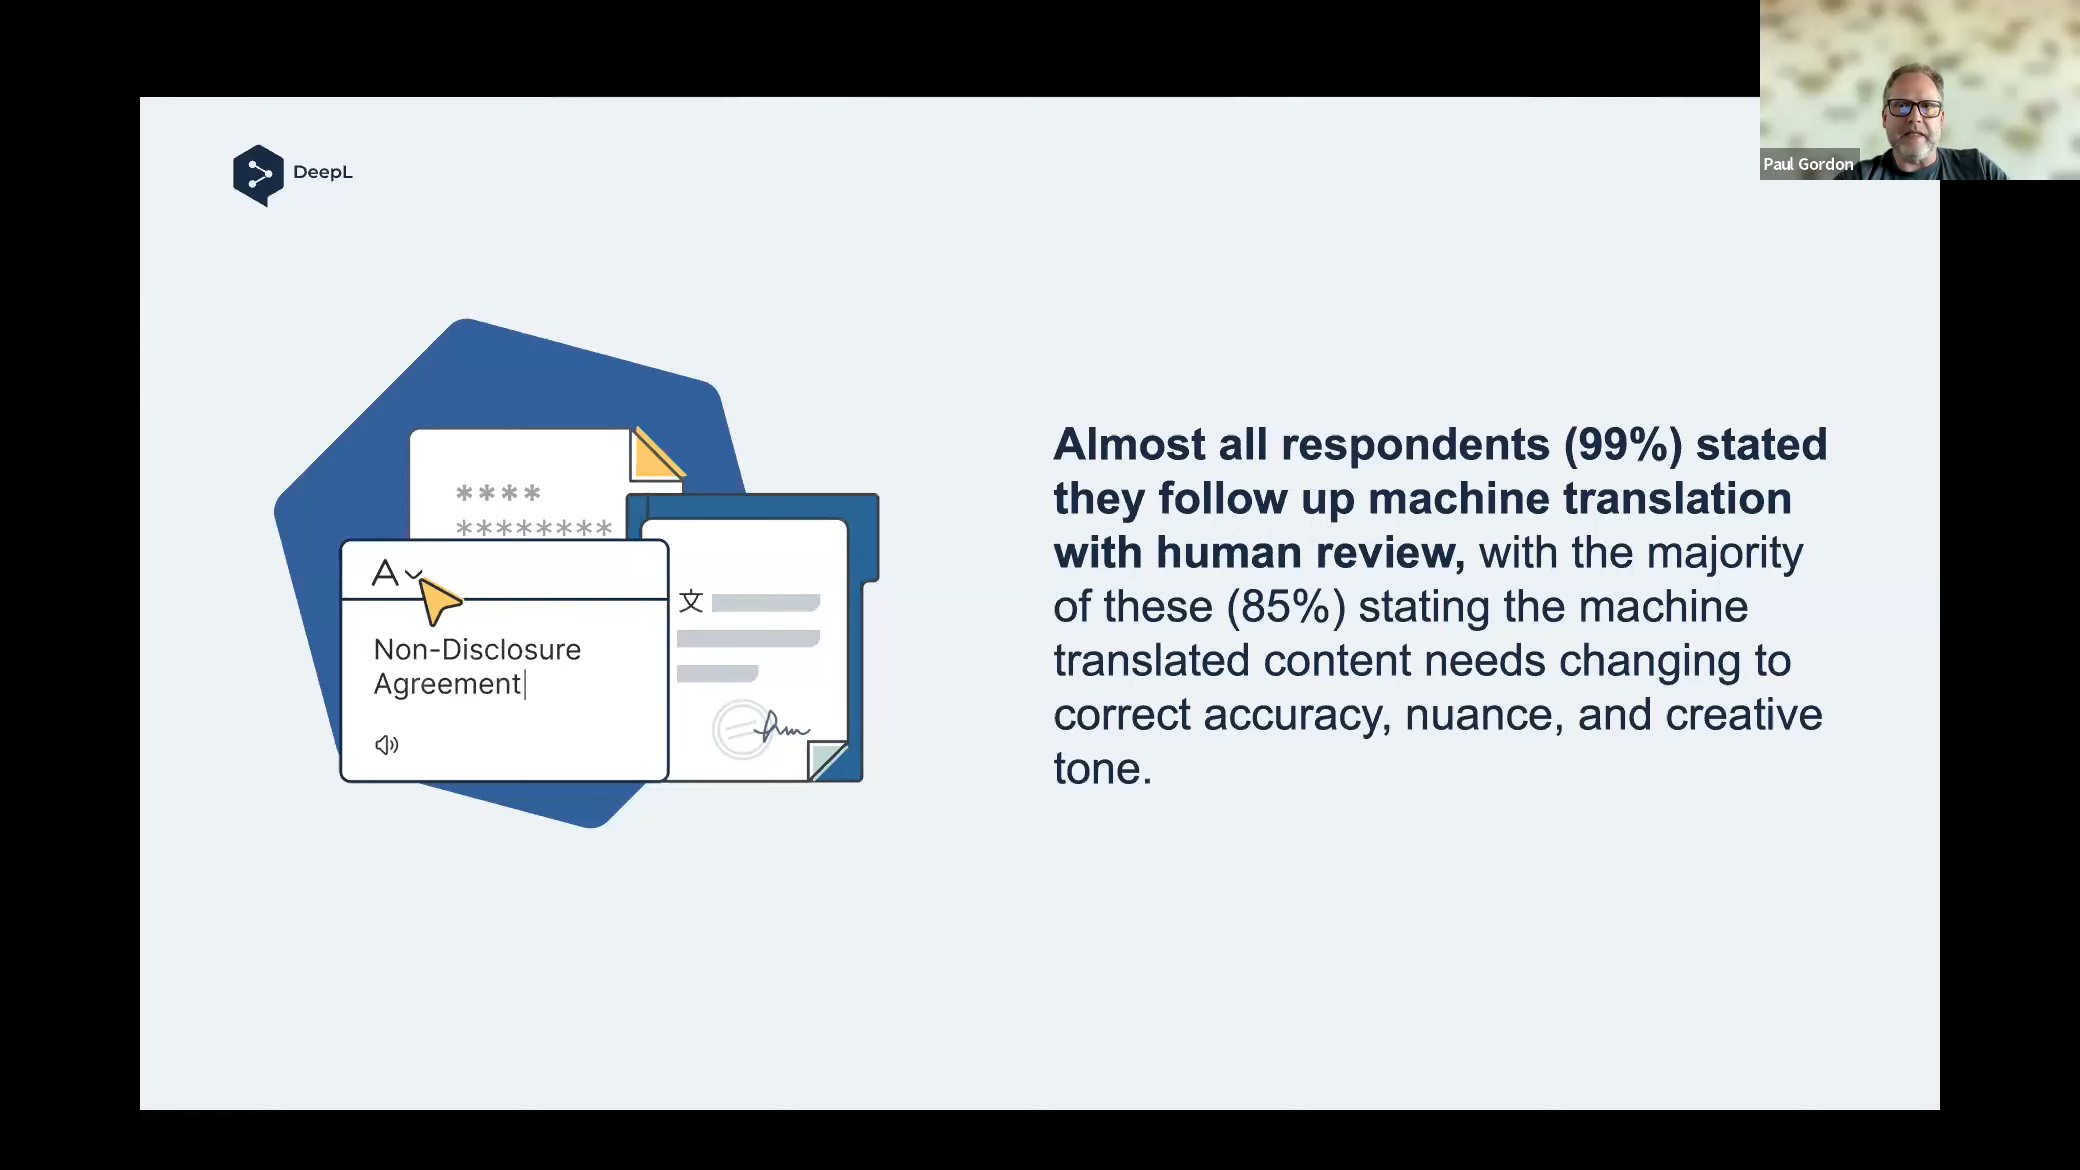 Paul Gordon
DeepL
Almost all respondents (99%) stated
they follow up machine translation
with human review, with the majority
of these (85%) stating the machine
translated content needs changing to
correct accuracy, nuance, and creative
tone.
****
********
A
文
Non-Disclosure
Agreement